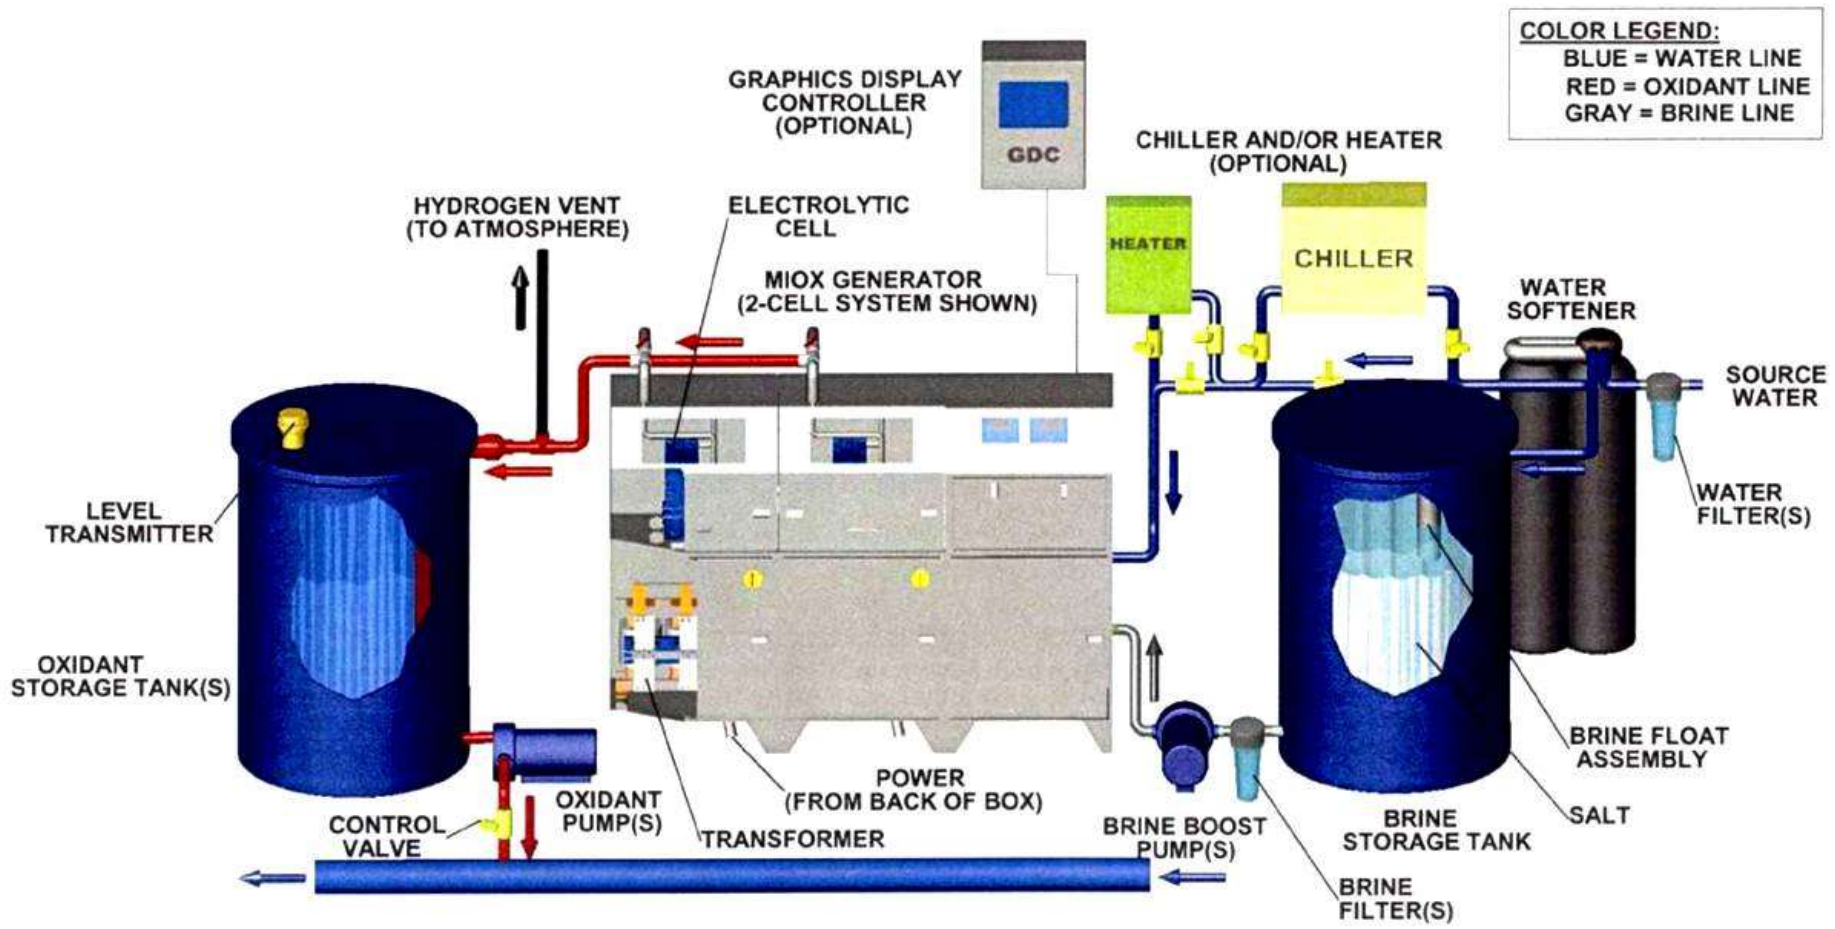 COLOR LEGEND:
BLUE = WATER LINE
RED = OXIDANT LINE
GRAY = BRINE LINE
GRAPHICS DISPLAY
CONTROLLER
(OPTIONAL)
GDC
CHILLER AND/OR HEATER
(OPTIONAL)
HYDROGEN VENT
(TO ATMOSPHERE)
ELECTROLYTIC
CELL
HEATER
CHILLER
MIOX GENERATOR
(2-CELL SYSTEM SHOWN)
WATER
SOFTENER
SOURCE
WATER
LEVEL
TRANSMITTER
WATER
FILTER(S)
OXIDANT
STORAGE TANK(S)
BRINE FLOAT
ASSEMBLY
POWER
(FROM BACK OF BOX)
OXIDANT
PUMP(S)
CONTROL
VALVE
TRANSFORMER
BRINE BOOST
PUMP(S)
BRINE
STORAGE TANK
SALT
BRINE
FILTER(S)